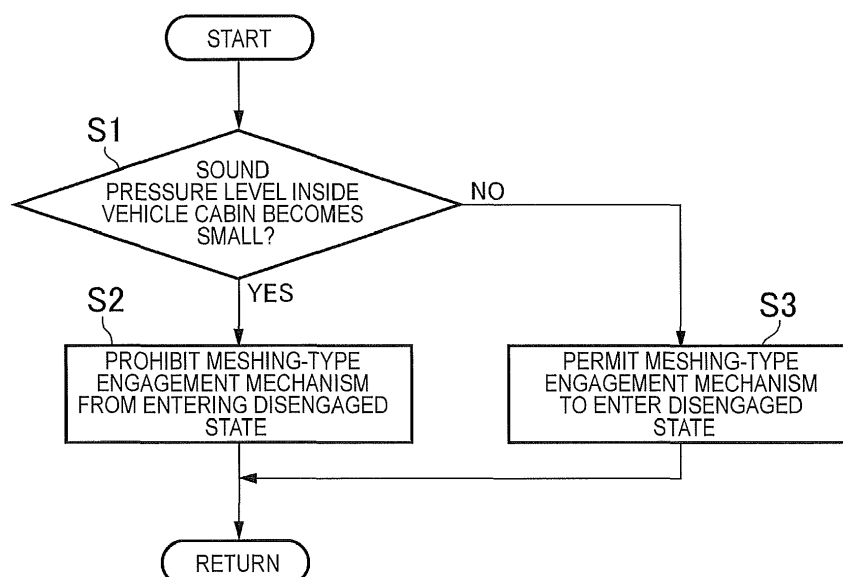 START
S1
SOUND
PRESSURE LEVEL INSIDE
VEHICLE CABIN BECOMES
SMALL?
NO
YES
S2
PROHIBIT MESHING-TYPE
ENGAGEMENT MECHANISM
FROM ENTERING DISENGAGED
STATE
S3
PERMIT MESHING-TYPE
ENGAGEMENT MECHANISM
TO ENTER DISENGAGED
STATE
RETURN